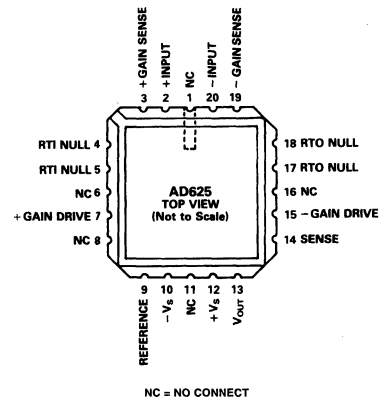 +GAIN SENSE
+INPUT
NC
−INPUT
−GAIN SENSE
3 2 1 20 19
RTI NULL 4
RTI NULL 5
NC 6
+GAIN DRIVE 7
NC 8
AD625
TOP VIEW
(Not to Scale)
18 RTO NULL
17 RTO NULL
16 NC
15 −GAIN DRIVE
14 SENSE
9 10 11 12 13
REFERENCE
−VS
NC
+VS
VOUT
NC = NO CONNECT